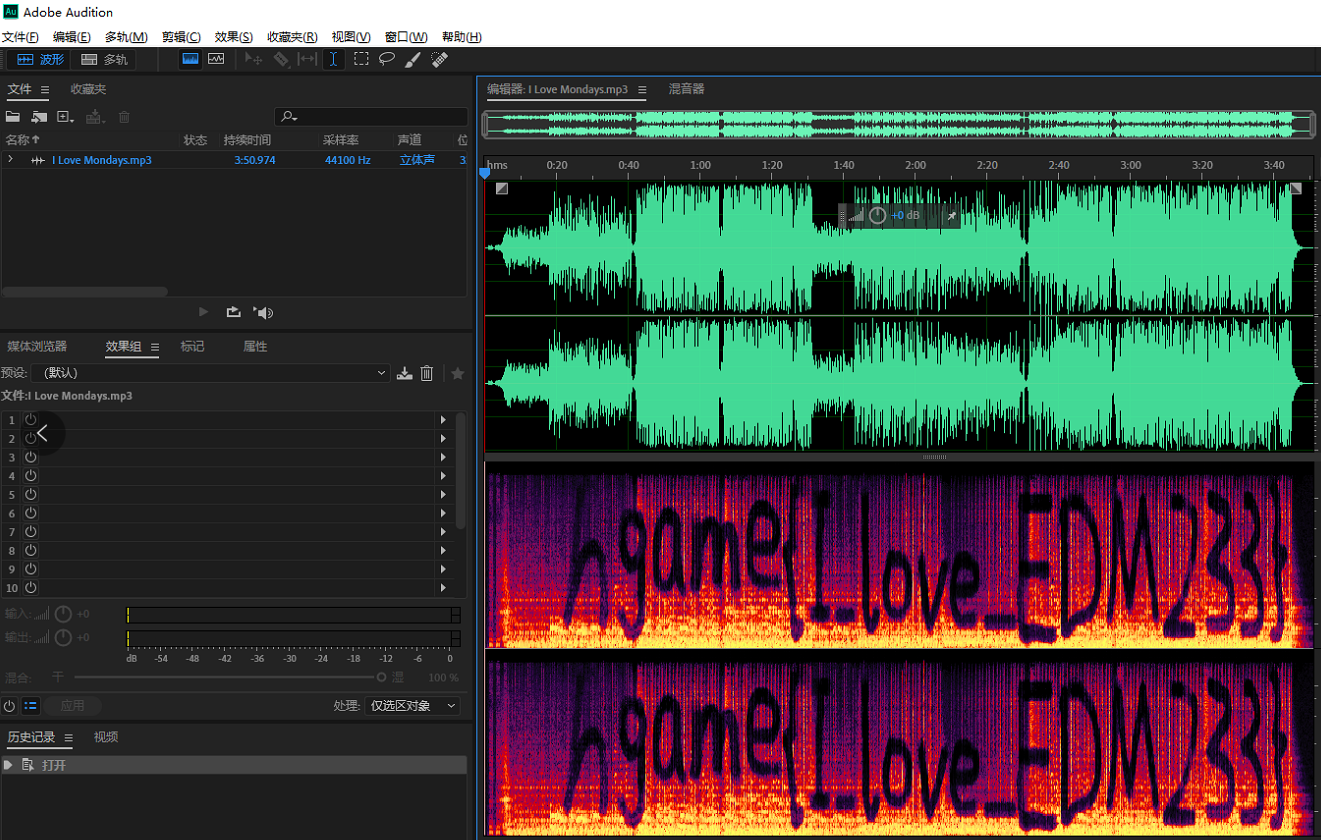 Adobe Audition
文件(F) 编辑(E) 多轨(M) 剪辑(C) 效果(S) 收藏夹(R) 视图(V) 窗口(W) 帮助(H)
波形 多轨
文件 收藏夹
名称 状态 持续时间 采样率 声道 位
I Love Mondays.mp3 3:50.974 44100 Hz 立体声 3
媒体浏览器 效果组 标记 属性
预设: (默认)
文件:I Love Mondays.mp3
1
2
3
4
5
6
7
8
9
10
输入: +0
输出: +0
dB -54 -48 -42 -36 -30 -24 -18 -12 -6 0
混合: 干 湿 100 %
应用 处理: 仅选区对象
历史记录 视频
打开
编辑器: I Love Mondays.mp3 混音器
hms 0:20 0:40 1:00 1:20 1:40 2:00 2:20 2:40 3:00 3:20 3:40
+0 dB
hgame{I_love_EDM233}
hgame{I_love_EDM233}